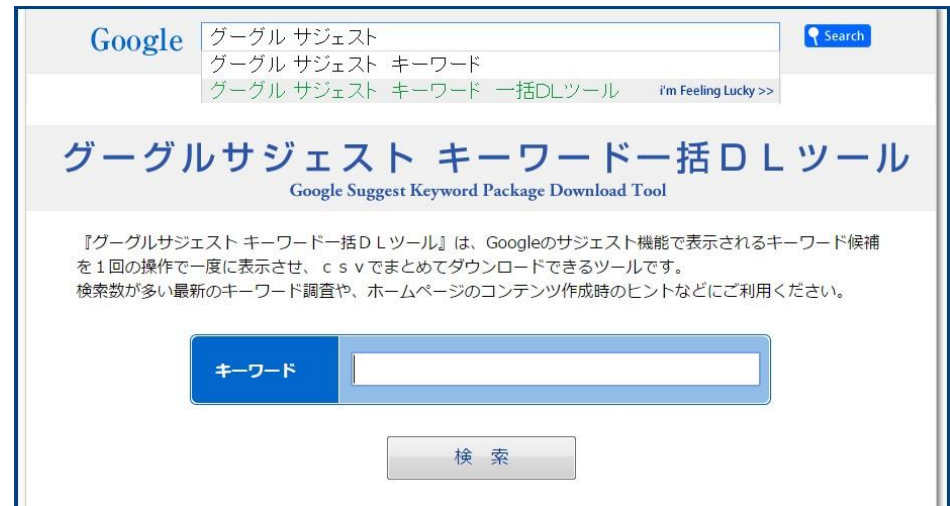 Google グーグル サジェスト Search
グーグル サジェスト キーワード
グーグル サジェスト キーワード 一括DLツール i'm Feeling Lucky >>
グーグルサジェスト キーワード一括ＤＬツール
Google Suggest Keyword Package Download Tool
『グーグルサジェスト キーワード一括ＤＬツール』は、Googleのサジェスト機能で表示されるキーワード候補
を１回の操作で一度に表示させ、ｃｓｖでまとめてダウンロードできるツールです。
検索数が多い最新のキーワード調査や、ホームページのコンテンツ作成時のヒントなどにご利用ください。
キーワード
検 索